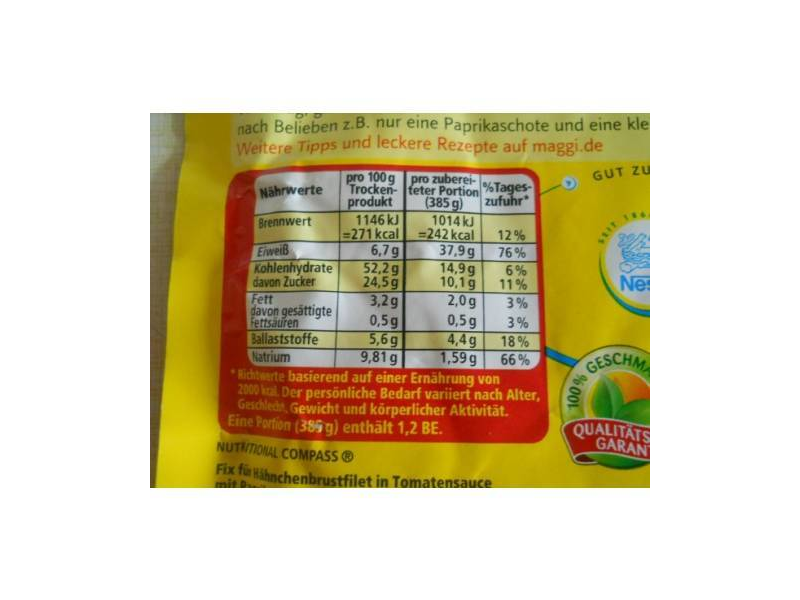 nach Belieben z.B. nur eine Paprikaschote und eine kle
Weitere Tipps und leckere Rezepte auf maggi.de
GUT ZU
Nährwerte pro 100 g Trockenprodukt pro zubereiteter Portion (385 g) %Tageszufuhr*
Brennwert 1146 kJ 1014 kJ
=271 kcal =242 kcal 12 %
Eiweiß 6,7 g 37,9 g 76 %
Kohlenhydrate 52,2 g 14,9 g 6 %
davon Zucker 24,5 g 10,1 g 11 %
Fett 3,2 g 2,0 g 3 %
davon gesättigte
Fettsäuren 0,5 g 0,5 g 3 %
Ballaststoffe 5,6 g 4,4 g 18 %
Natrium 9,81 g 1,59 g 66 %
* Richtwerte basierend auf einer Ernährung von
2000 kcal. Der persönliche Bedarf variiert nach Alter,
Geschlecht, Gewicht und körperlicher Aktivität.
Eine Portion (385 g) enthält 1,2 BE.
NUTRITIONAL COMPASS ®
Fix für Hähnchenbrustfilet in Tomatensauce
mit
SEIT 186
Nes
100% GESCHMA
QUALITÄTS
GARAN